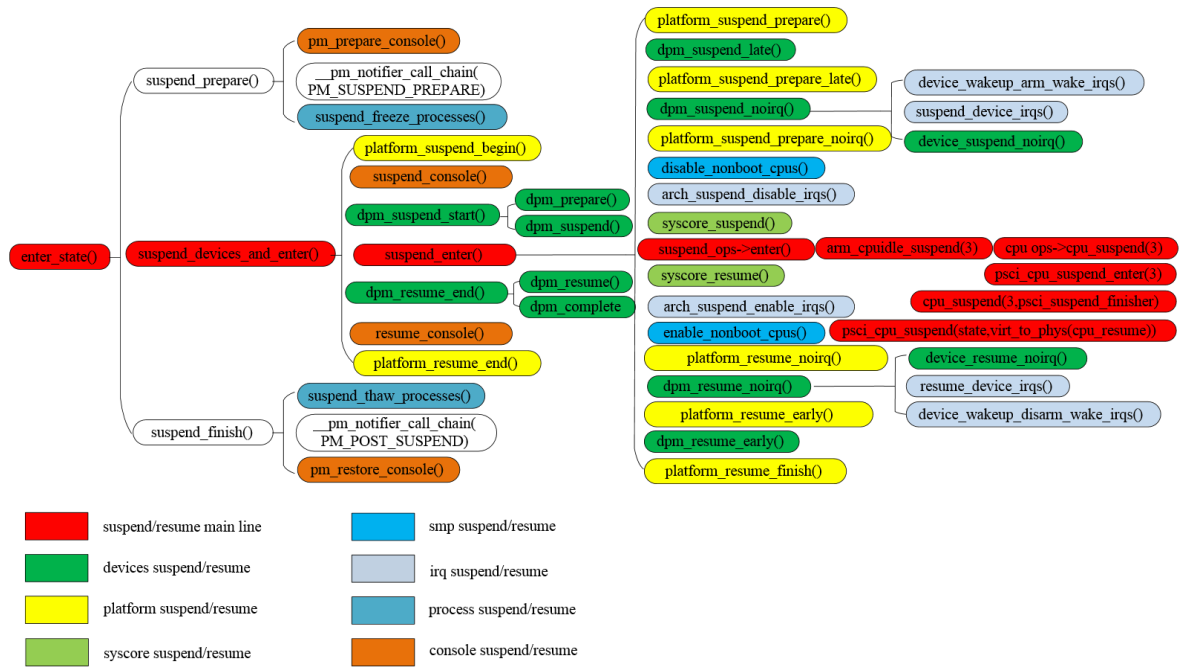 enter_state()
suspend_prepare()
pm_prepare_console()
__pm_notifier_call_chain(
PM_SUSPEND_PREPARE)
suspend_freeze_processes()
suspend_devices_and_enter()
platform_suspend_begin()
suspend_console()
dpm_suspend_start()
dpm_prepare()
dpm_suspend()
suspend_enter()
platform_suspend_prepare()
dpm_suspend_late()
platform_suspend_prepare_late()
dpm_suspend_noirq()
device_wakeup_arm_wake_irqs()
suspend_device_irqs()
device_suspend_noirq()
platform_suspend_prepare_noirq()
disable_nonboot_cpus()
arch_suspend_disable_irqs()
syscore_suspend()
suspend_ops->enter()
arm_cpuidle_suspend(3)
cpu ops->cpu_suspend(3)
psci_cpu_suspend_enter(3)
cpu_suspend(3,psci_suspend_finisher)
psci_cpu_suspend(state,virt_to_phys(cpu_resume))
syscore_resume()
arch_suspend_enable_irqs()
enable_nonboot_cpus()
platform_resume_noirq()
dpm_resume_noirq()
device_resume_noirq()
resume_device_irqs()
device_wakeup_disarm_wake_irqs()
platform_resume_early()
dpm_resume_early()
platform_resume_finish()
dpm_resume_end()
dpm_resume()
dpm_complete
resume_console()
platform_resume_end()
suspend_finish()
suspend_thaw_processes()
__pm_notifier_call_chain(
PM_POST_SUSPEND)
pm_restore_console()
suspend/resume main line
devices suspend/resume
platform suspend/resume
syscore suspend/resume
smp suspend/resume
irq suspend/resume
process suspend/resume
console suspend/resume